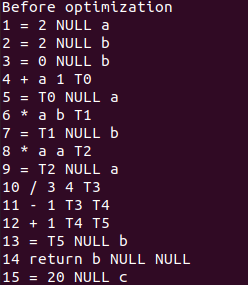 Before optimization
1 = 2 NULL a
2 = 2 NULL b
3 = 0 NULL b
4 + a 1 T0
5 = T0 NULL a
6 * a b T1
7 = T1 NULL b
8 * a a T2
9 = T2 NULL a
10 / 3 4 T3
11 - 1 T3 T4
12 + 1 T4 T5
13 = T5 NULL b
14 return b NULL NULL
15 = 20 NULL c